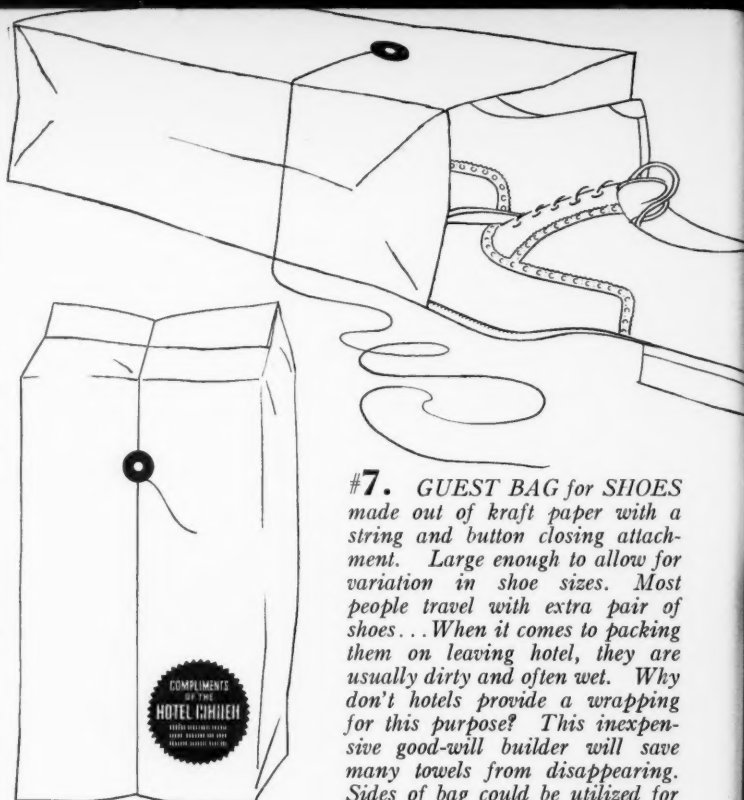 COMPLIMENTS
OF THE
HOTEL
#7. GUEST BAG for SHOES
made out of kraft paper with a
string and button closing attach-
ment. Large enough to allow for
variation in shoe sizes. Most
people travel with extra pair of
shoes...When it comes to packing
them on leaving hotel, they are
usually dirty and often wet. Why
don't hotels provide a wrapping
for this purpose? This inexpen-
sive good-will builder will save
many towels from disappearing.
Sides of bag could be utilized for